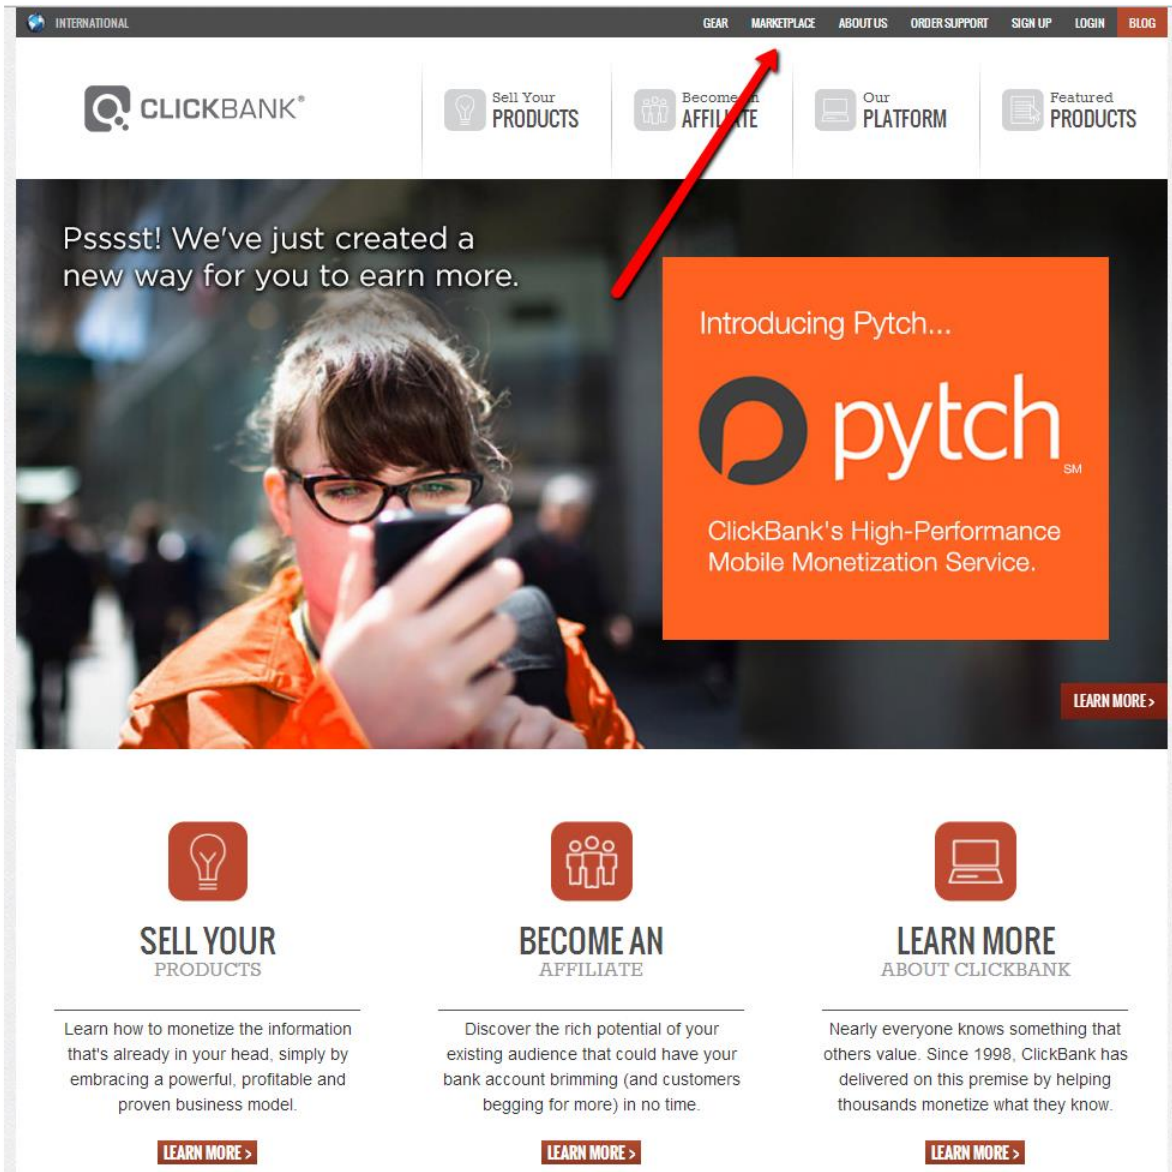 INTERNATIONAL
GEAR MARKETPLACE ABOUT US ORDER SUPPORT SIGN UP LOGIN BLOG
CLICKBANK®
Sell Your
PRODUCTS
Become an
AFFILIATE
Our
PLATFORM
Featured
PRODUCTS
Psssst! We've just created a
new way for you to earn more.
Introducing Pytch...
pytch SM
ClickBank's High-Performance
Mobile Monetization Service.
LEARN MORE >
SELL YOUR
PRODUCTS
Learn how to monetize the information
that's already in your head, simply by
embracing a powerful, profitable and
proven business model.
LEARN MORE >
BECOME AN
AFFILIATE
Discover the rich potential of your
existing audience that could have your
bank account brimming (and customers
begging for more) in no time.
LEARN MORE >
LEARN MORE
ABOUT CLICKBANK
Nearly everyone knows something that
others value. Since 1998, ClickBank has
delivered on this premise by helping
thousands monetize what they know.
LEARN MORE >